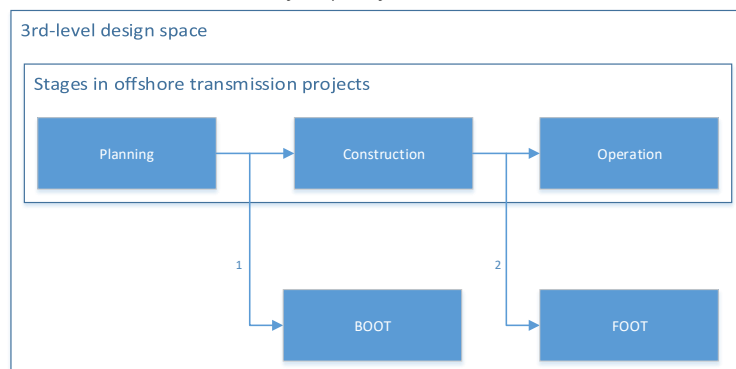 3rd-level design space
Stages in offshore transmission projects
Planning
Construction
Operation
1
2
BOOT
FOOT